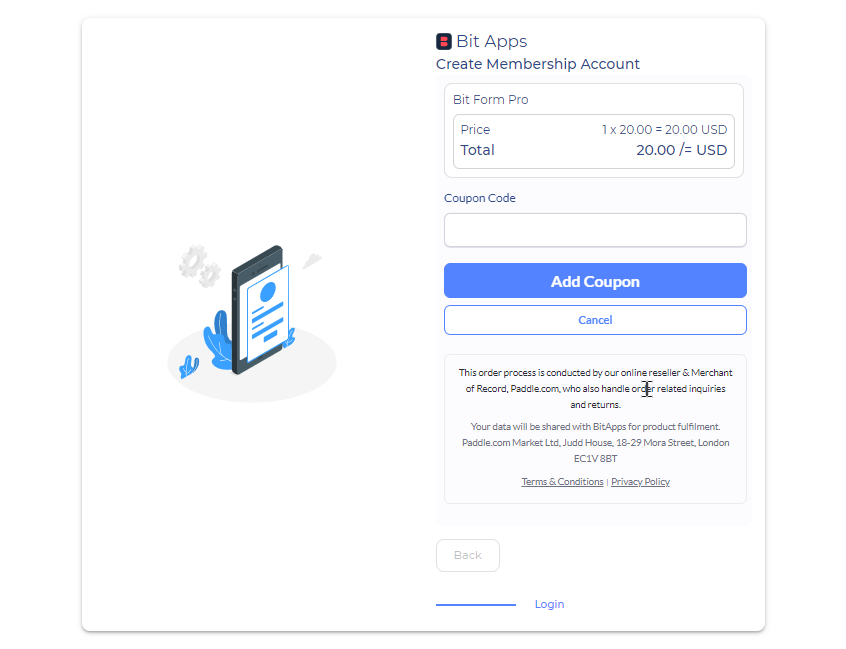 Bit Apps
Create Membership Account
Bit Form Pro
Price 1 x 20.00 = 20.00 USD
Total 20.00 /= USD
Coupon Code
Add Coupon
Cancel
This order process is conducted by our online reseller & Merchant
of Record, Paddle.com, who also handle order related inquiries
and returns.
Your data will be shared with BitApps for product fulfilment.
Paddle.com Market Ltd, Judd House, 18-29 Mora Street, London
EC1V 8BT
Terms & Conditions | Privacy Policy
Back
Login